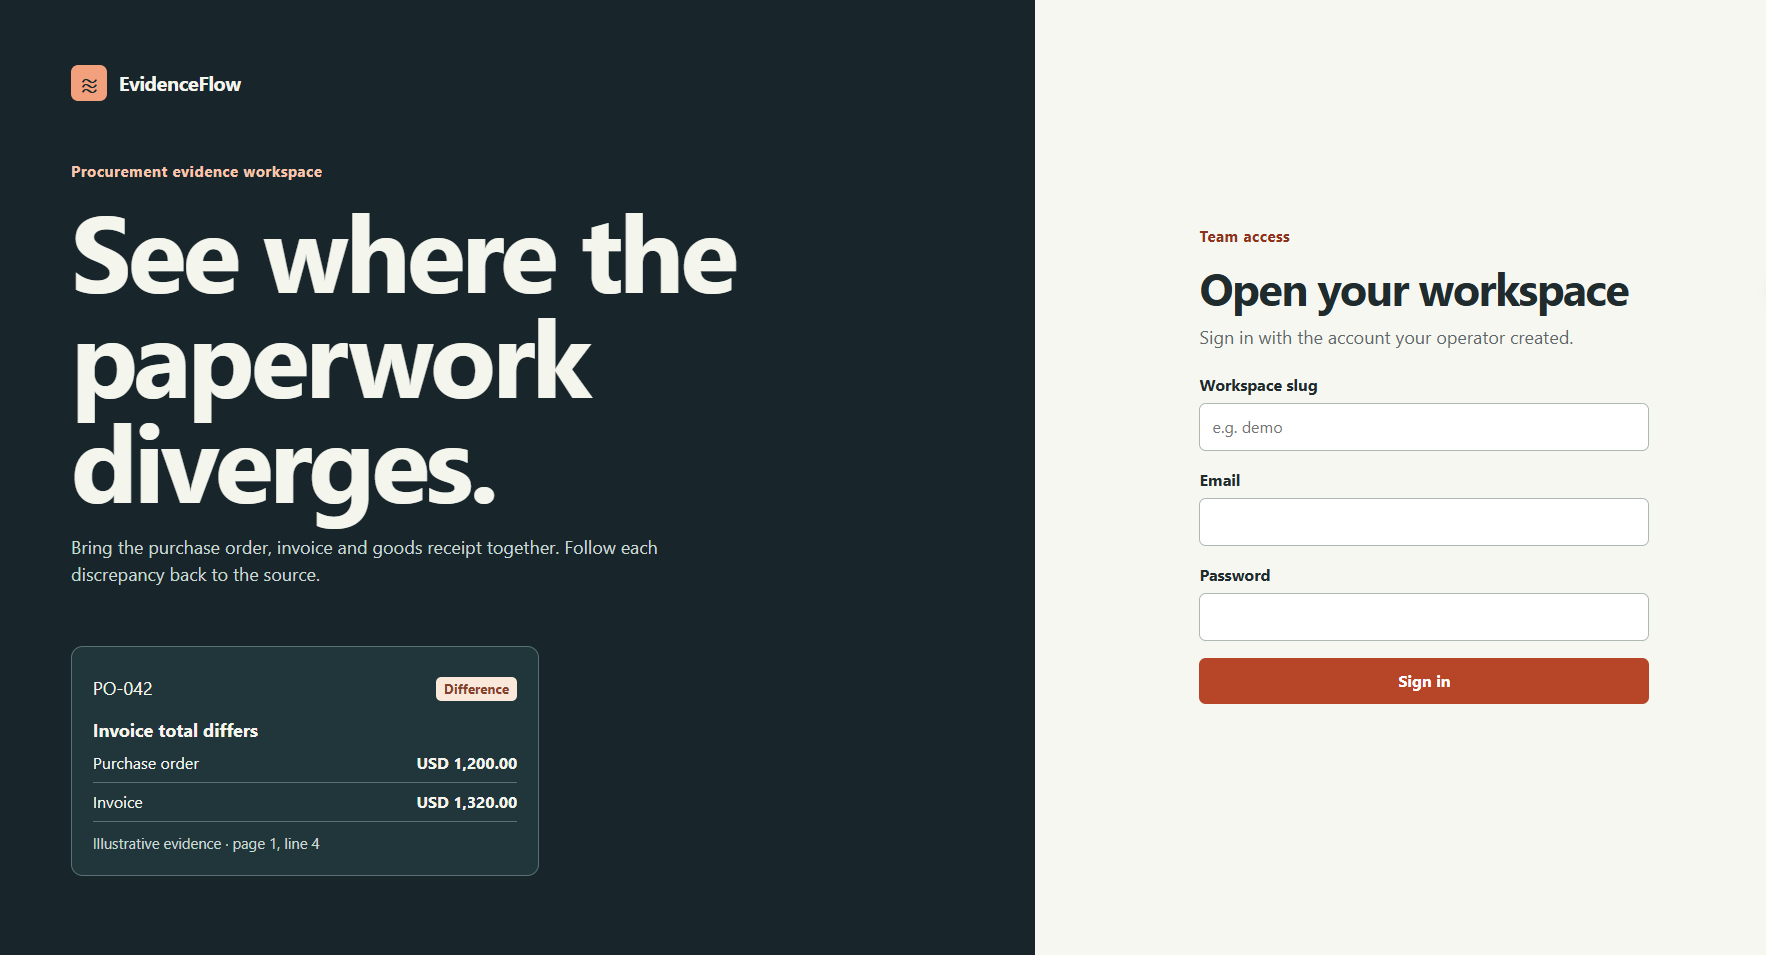 EvidenceFlow
Procurement evidence workspace
See where the
paperwork
diverges.
Bring the purchase order, invoice and goods receipt together. Follow each
discrepancy back to the source.
PO-042 Difference
Invoice total differs
Purchase order USD 1,200.00
Invoice USD 1,320.00
Illustrative evidence · page 1, line 4
Team access
Open your workspace
Sign in with the account your operator created.
Workspace slug
e.g. demo
Email
Password
Sign in